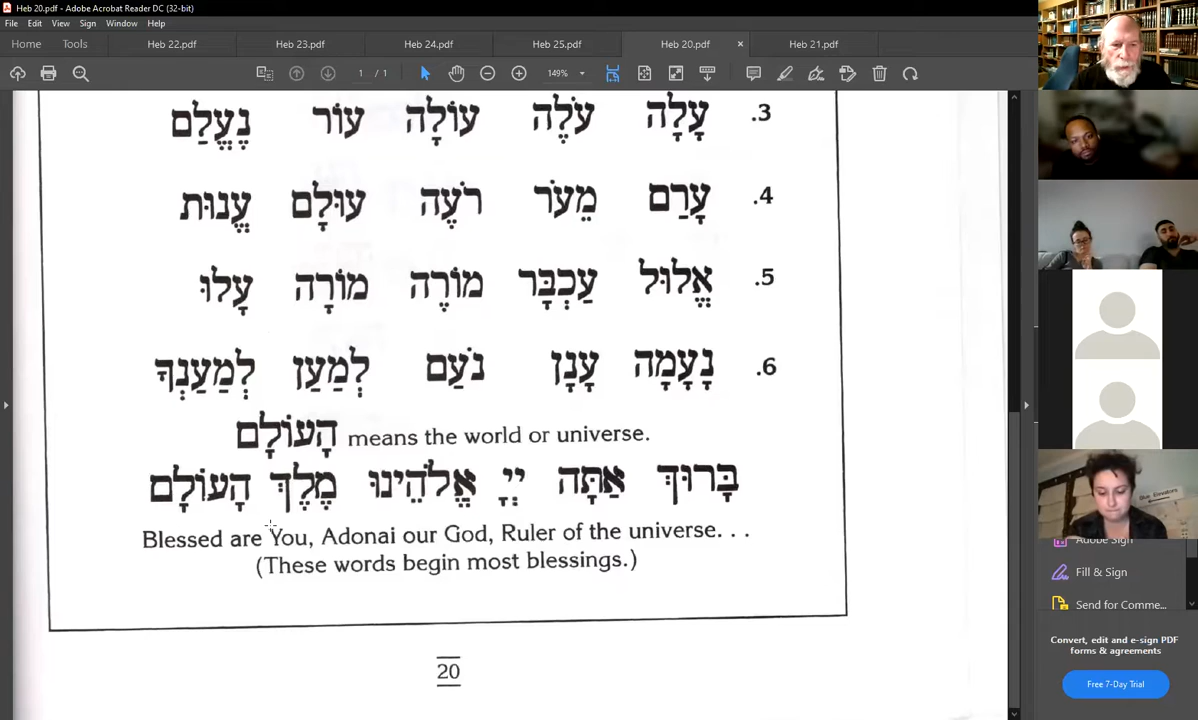 Heb 20.pdf - Adobe Acrobat Reader DC (32-bit)
File Edit View Sign Window Help
Home Tools Heb 22.pdf Heb 23.pdf Heb 24.pdf Heb 25.pdf Heb 20.pdf × Heb 21.pdf
1 / 1 149%
3. עָלָה עֹלֶה עוֹלָה עוֹר נֶעֱלַם
4. עָרַם מֵעֹר רֹעֶה עוּלָם עֱנוּת
5. אֱלוּל עַכְבָּר מוֹרֶה מוֹרָה עָלוּ
6. נָעָמָה עָנָן נֹעַם לְמַעַן לְמַעַנְךָ
הָעוֹלָם means the world or universe.
בָּרוּךְ אַתָּה יְיָ אֱלֹהֵינוּ מֶלֶךְ הָעוֹלָם
Blessed are You, Adonai our God, Ruler of the universe. . .
(These words begin most blessings.)
20
Adobe Sign
Fill & Sign
Send for Comme...
Convert, edit and e-sign PDF
forms & agreements
Free 7-Day Trial